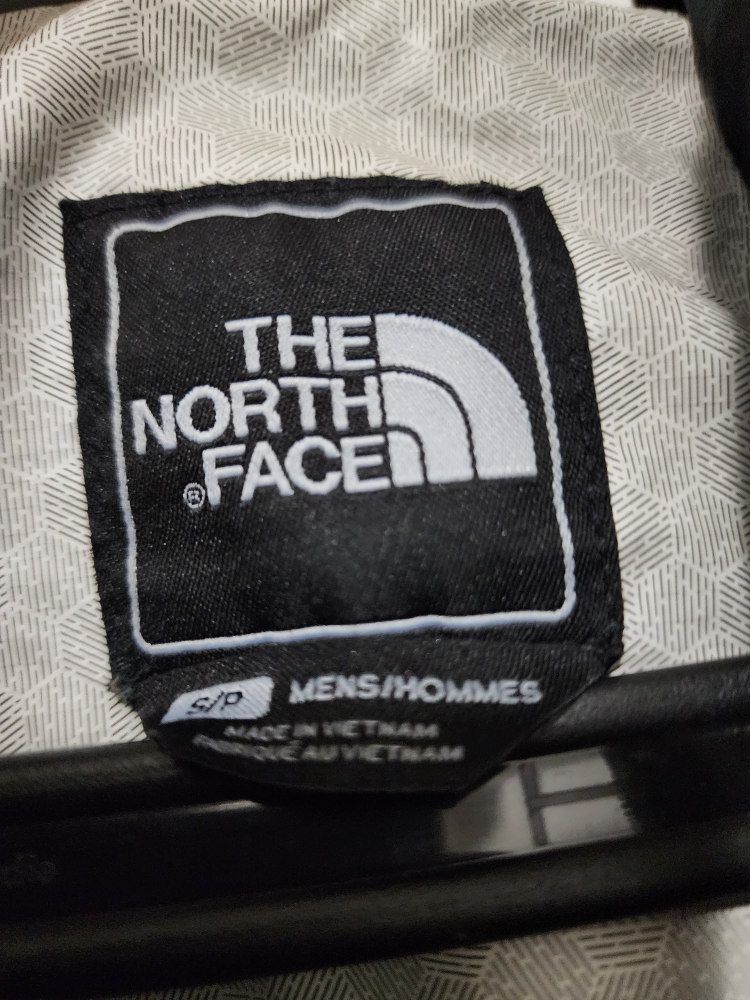 THE
NORTH
FACE
®
S/P MENS/HOMMES
MADE IN VIETNAM
FABRIQUÉ AU VIETNAM